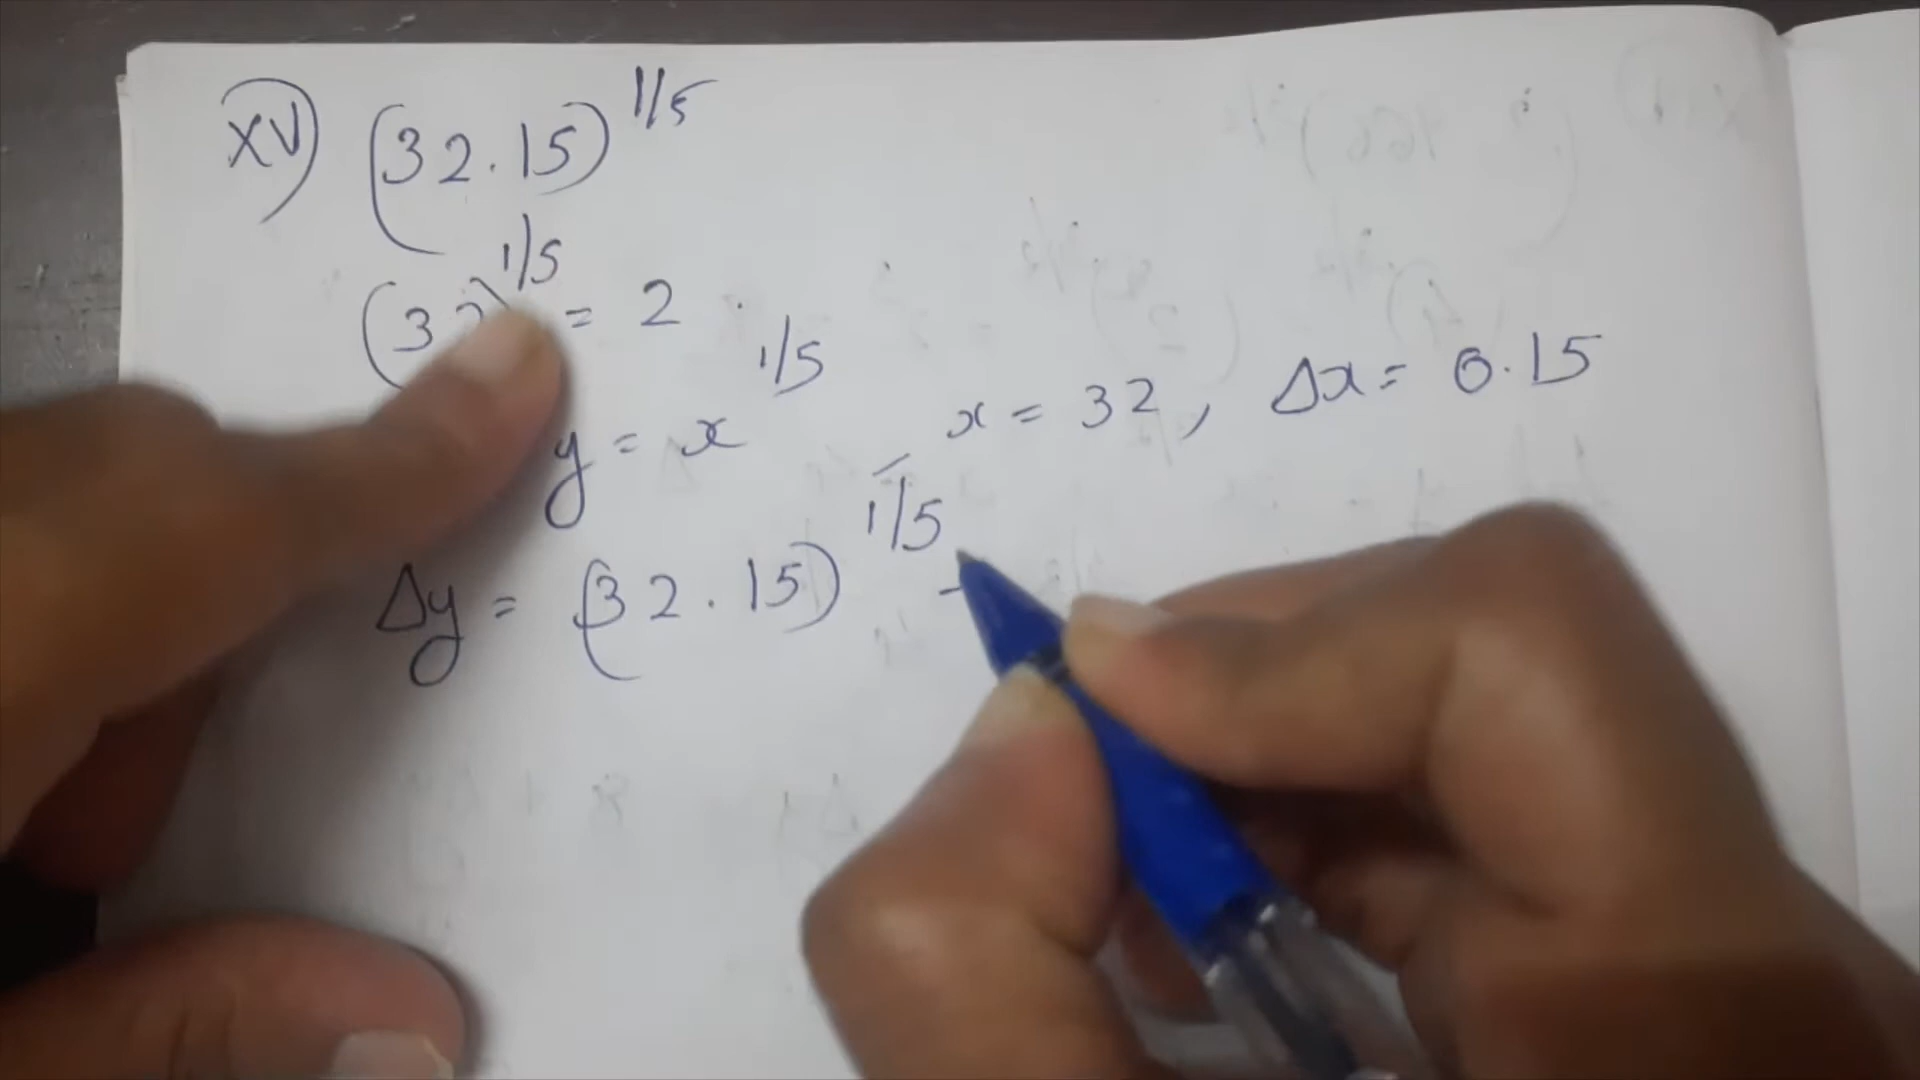 XV) (32.15)^1/5
(32)^1/5 = 2
y = x^1/5 x = 32, Δx = 0.15
Δy = (32.15)^1/5 -